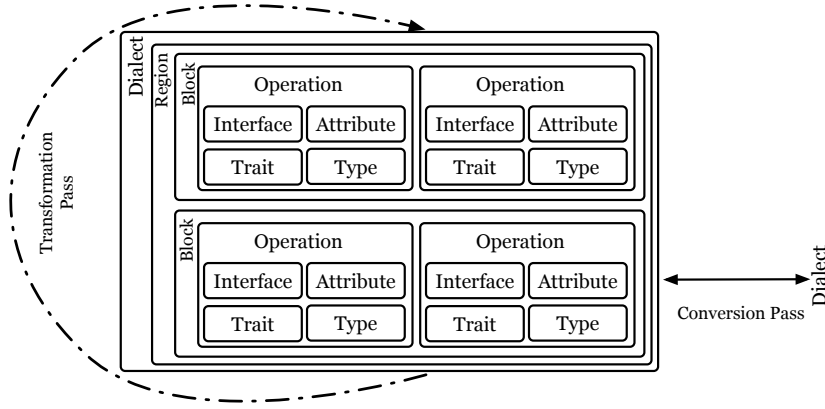 Transformation
Pass
Dialect
Region
Block
Operation
Interface
Attribute
Trait
Type
Operation
Interface
Attribute
Trait
Type
Block
Operation
Interface
Attribute
Trait
Type
Operation
Interface
Attribute
Trait
Type
Conversion Pass
Dialect